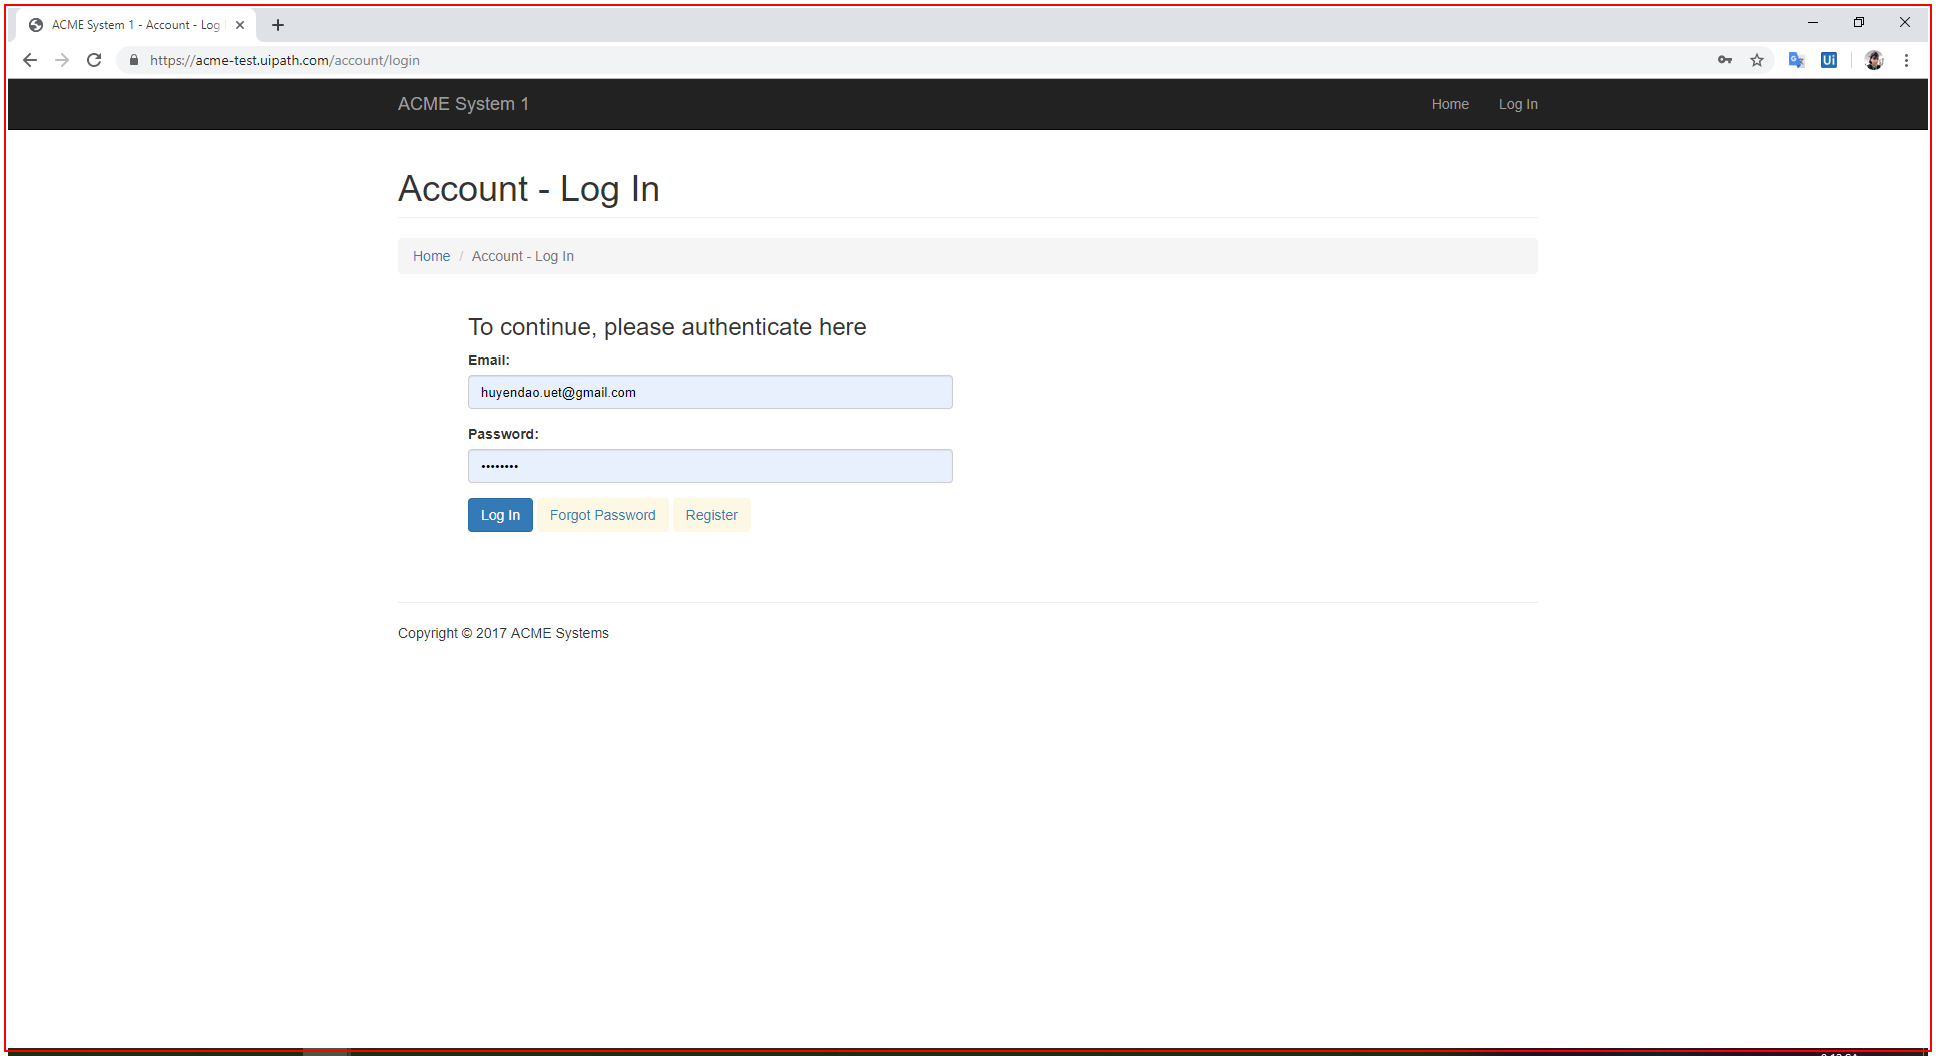 ACME System 1 - Account - Log
https://acme-test.uipath.com/account/login
Ui
ACME System 1
Home
Log In
Account - Log In
Home / Account - Log In
To continue, please authenticate here
Email:
huyendao.uet@gmail.com
Password:
••••••••
Log In
Forgot Password
Register
Copyright © 2017 ACME Systems